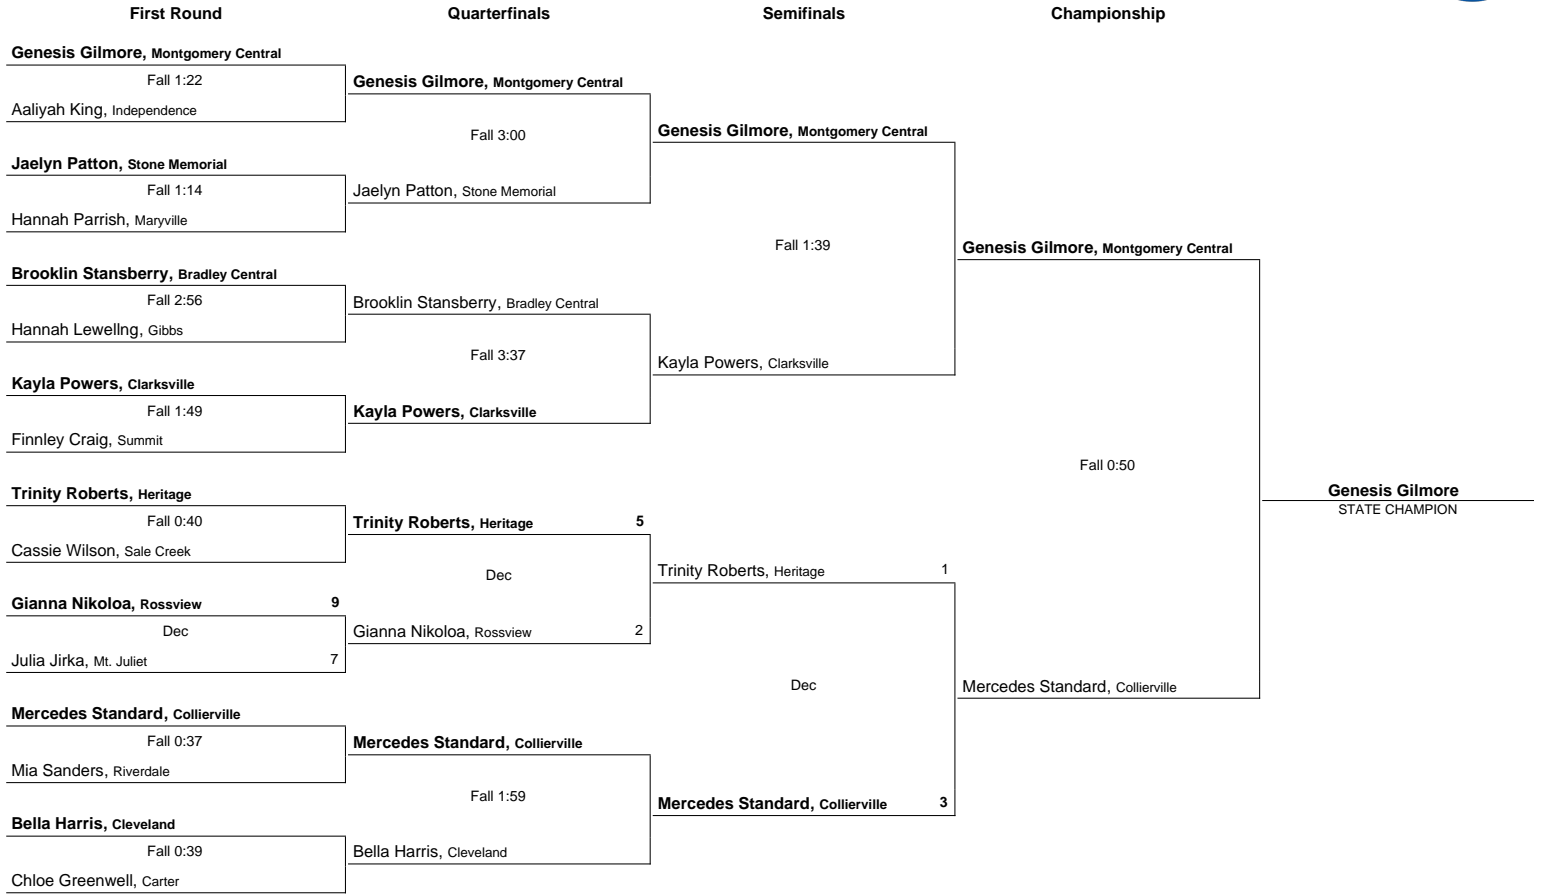 First Round Quarterfinals Semifinals Championship
Genesis Gilmore, Montgomery Central
Fall 1:22
Aaliyah King, Independence
Jaelyn Patton, Stone Memorial
Fall 1:14
Hannah Parrish, Maryville
Brooklin Stansberry, Bradley Central
Fall 2:56
Hannah Lewellng, Gibbs
Kayla Powers, Clarksville
Fall 1:49
Finnley Craig, Summit
Trinity Roberts, Heritage
Fall 0:40
Cassie Wilson, Sale Creek
Gianna Nikoloa, Rossview 9
Dec
Julia Jirka, Mt. Juliet 7
Mercedes Standard, Collierville
Fall 0:37
Mia Sanders, Riverdale
Bella Harris, Cleveland
Fall 0:39
Chloe Greenwell, Carter
Genesis Gilmore, Montgomery Central
Fall 3:00
Jaelyn Patton, Stone Memorial
Brooklin Stansberry, Bradley Central
Fall 3:37
Kayla Powers, Clarksville
Trinity Roberts, Heritage 5
Dec
Gianna Nikoloa, Rossview 2
Mercedes Standard, Collierville
Fall 1:59
Bella Harris, Cleveland
Genesis Gilmore, Montgomery Central
Fall 1:39
Kayla Powers, Clarksville
Trinity Roberts, Heritage 1
Dec
Mercedes Standard, Collierville 3
Genesis Gilmore, Montgomery Central
Fall 0:50
Mercedes Standard, Collierville
Genesis Gilmore
STATE CHAMPION